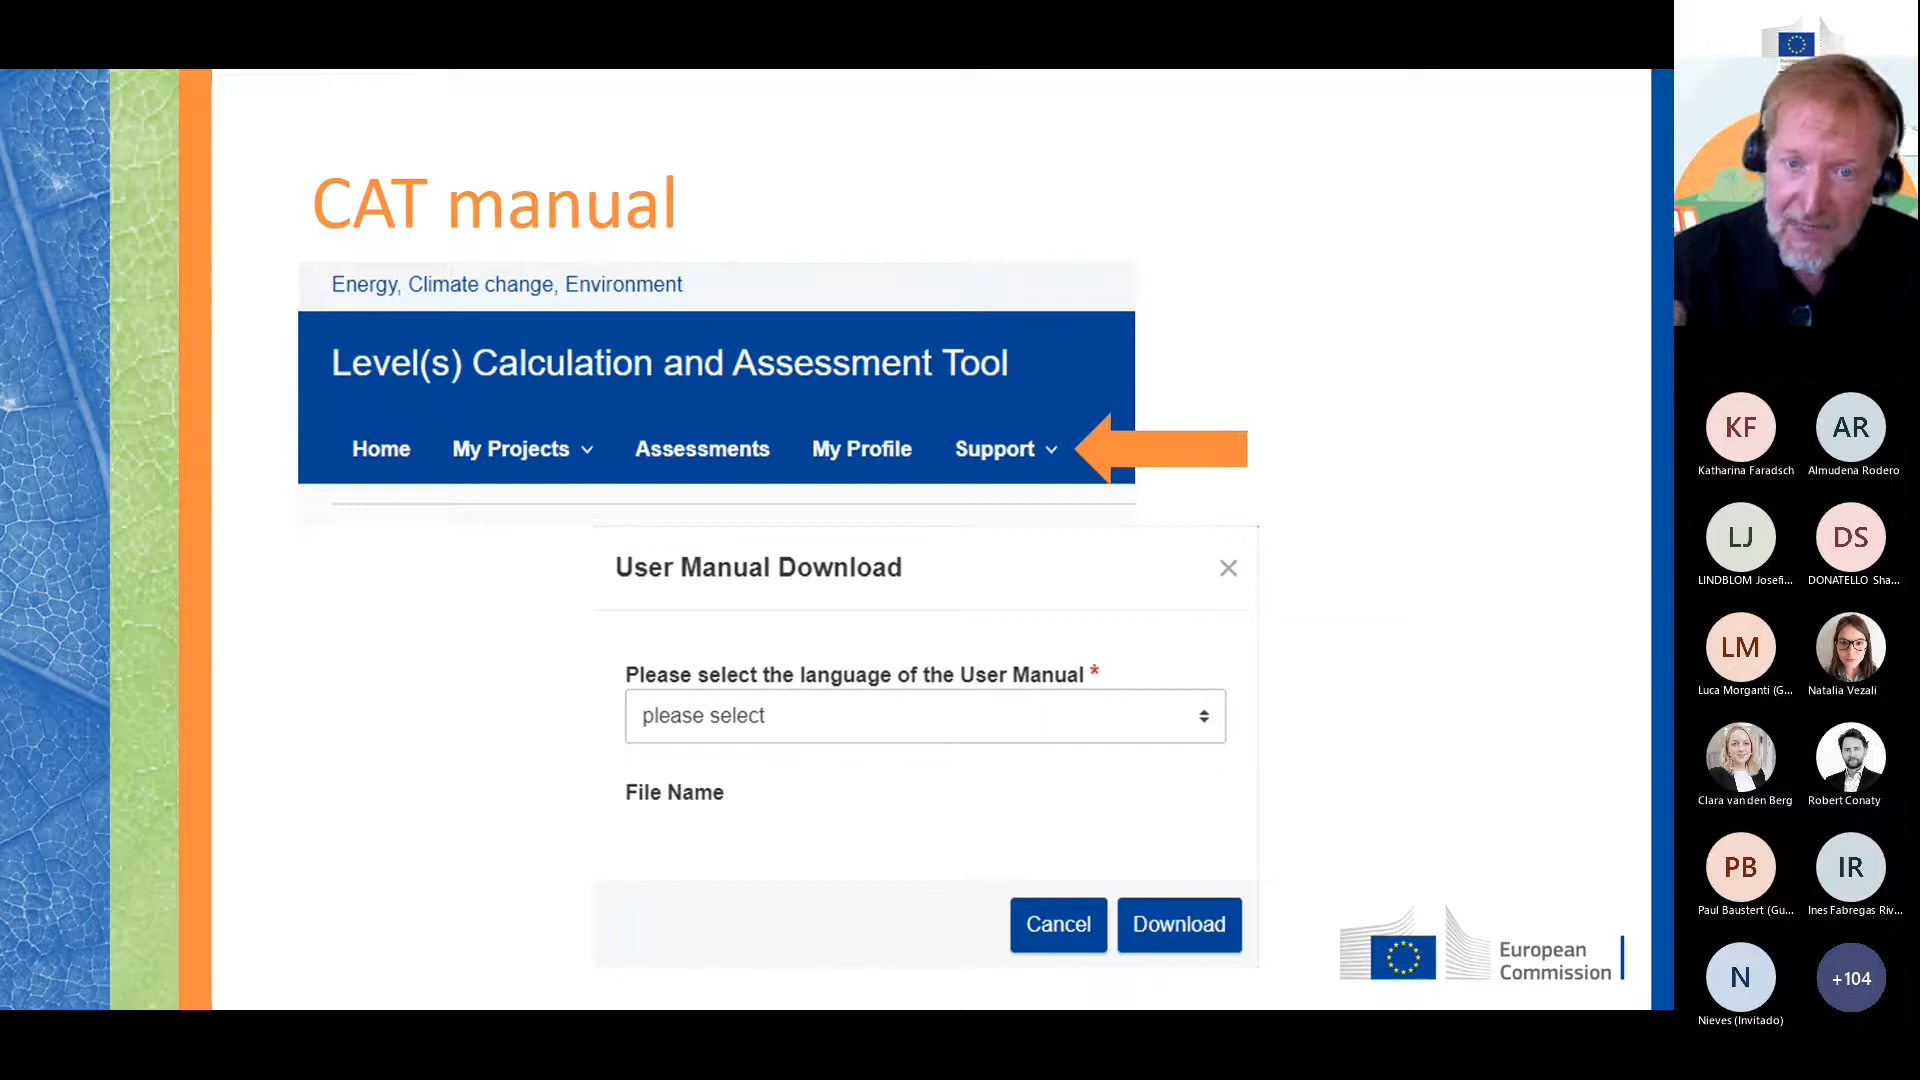 CAT manual
Energy, Climate change, Environment
Level(s) Calculation and Assessment Tool
Home My Projects Assessments My Profile Support
User Manual Download
Please select the language of the User Manual *
please select
File Name
Cancel Download
European
Commission
KF AR
Katharina Faradsch Almudena Rodero
LJ DS
LINDBLOM Josefi... DONATELLO Sha...
LM
Luca Morganti (G... Natalia Vezali
Clara van den Berg Robert Conaty
PB IR
Paul Baustert (Gu... Ines Fabregas Riv...
N +104
Nieves (Invitado)